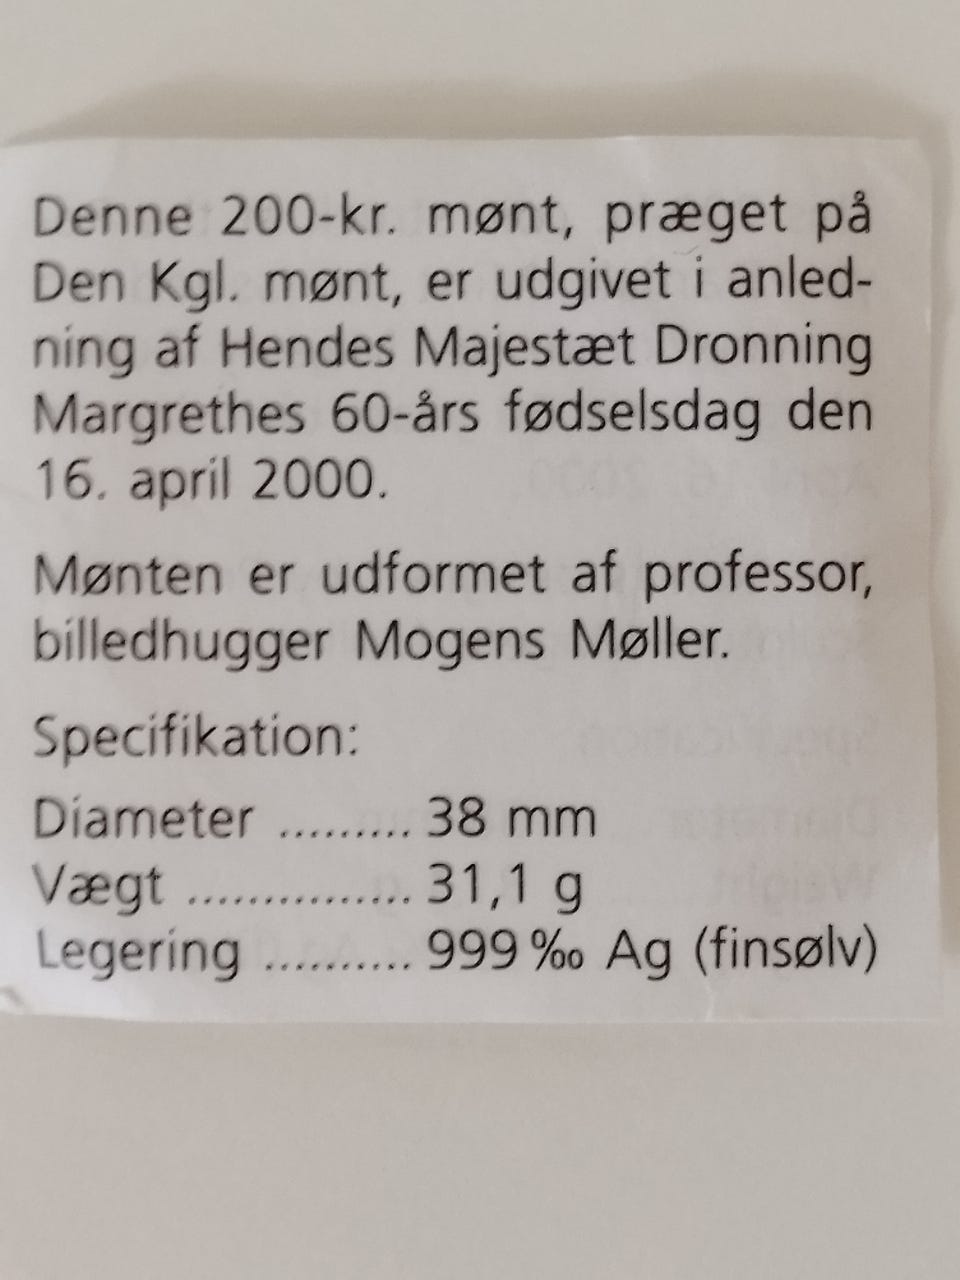 Denne 200-kr. mønt, præget på
Den Kgl. mønt, er udgivet i anled-
ning af Hendes Majestæt Dronning
Margrethes 60-års fødselsdag den
16. april 2000.
Mønten er udformet af professor,
billedhugger Mogens Møller.
Specifikation:
Diameter ......... 38 mm
Vægt ............... 31,1 g
Legering .......... 999 ‰ Ag (finsølv)